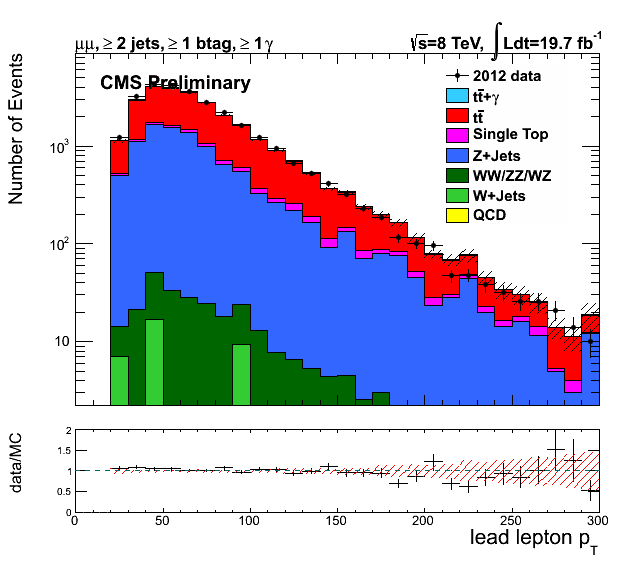 μμ, ≥ 2 jets, ≥ 1 btag, ≥ 1 γ
√s=8 TeV, ∫Ldt=19.7 fb⁻¹
CMS Preliminary
2012 data
tt̄+γ
tt̄
Single Top
Z+Jets
WW/ZZ/WZ
W+Jets
QCD
Number of Events
10³
10²
10
data/MC
2
1.5
1
0.5
0
0 50 100 150 200 250 300
lead lepton p_T